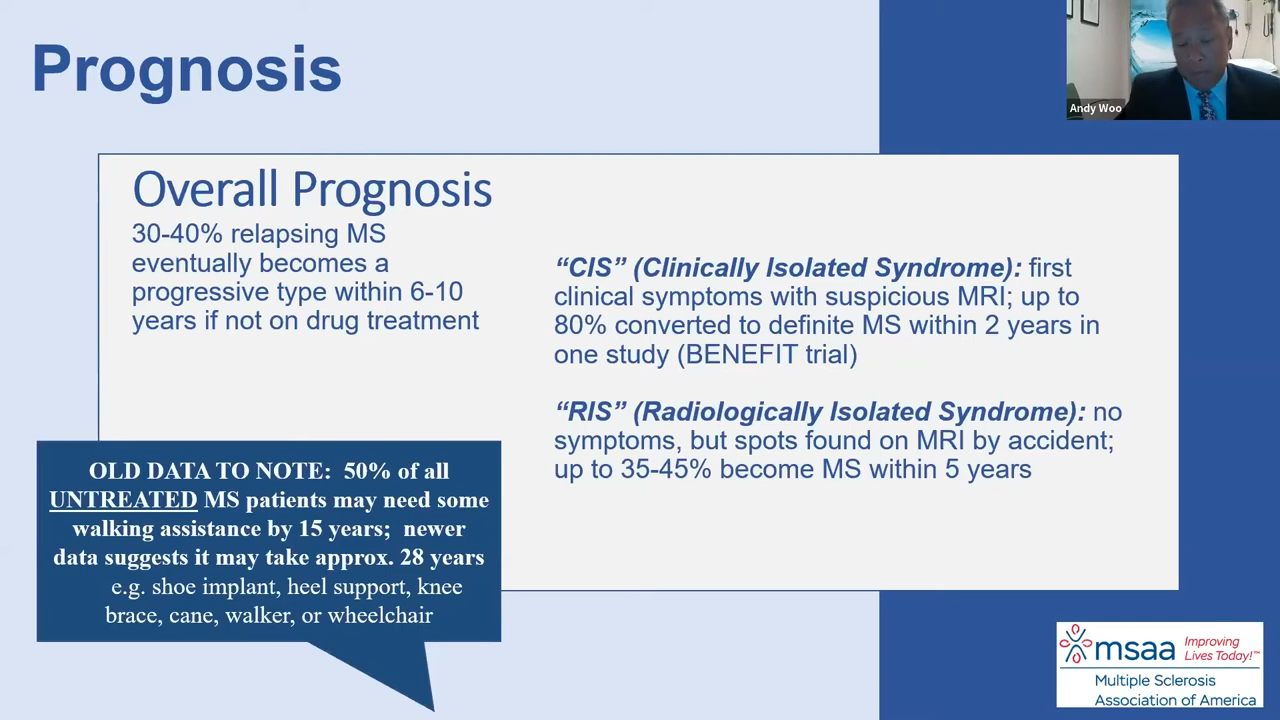 Prognosis
Andy Woo
Overall Prognosis
30-40% relapsing MS
eventually becomes a
progressive type within 6-10
years if not on drug treatment
“CIS” (Clinically Isolated Syndrome): first
clinical symptoms with suspicious MRI; up to
80% converted to definite MS within 2 years in
one study (BENEFIT trial)
“RIS” (Radiologically Isolated Syndrome): no
symptoms, but spots found on MRI by accident;
up to 35-45% become MS within 5 years
OLD DATA TO NOTE: 50% of all
UNTREATED MS patients may need some
walking assistance by 15 years; newer
data suggests it may take approx. 28 years
e.g. shoe implant, heel support, knee
brace, cane, walker, or wheelchair
msaa
Improving
Lives Today!™
Multiple Sclerosis
Association of America